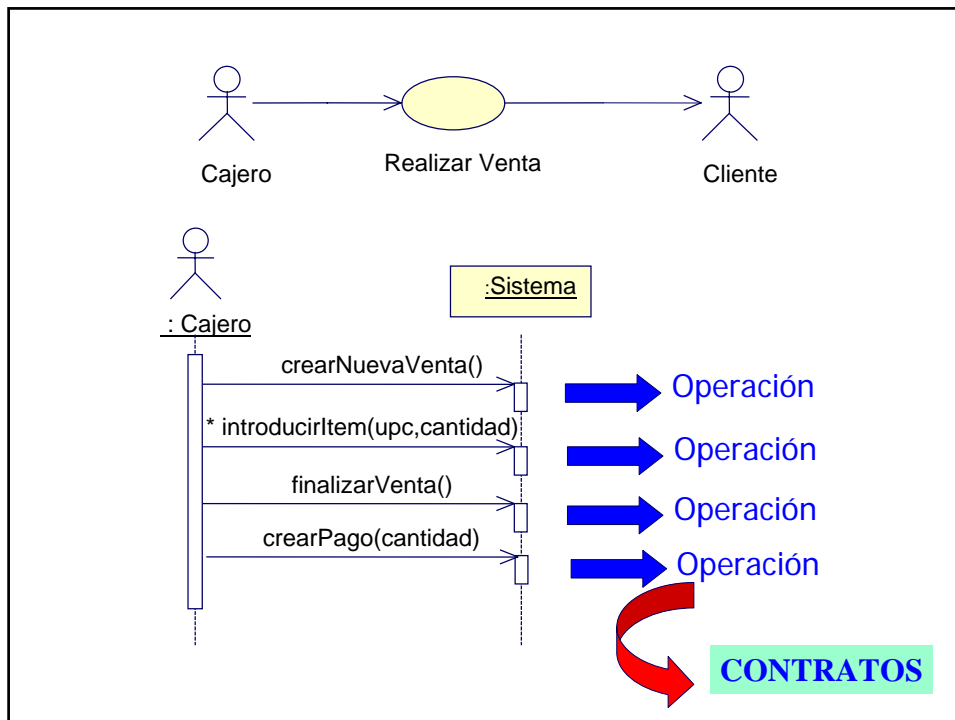 Cajero
Realizar Venta
Cliente
: Cajero
:Sistema
crearNuevaVenta()
Operación
* introducirItem(upc,cantidad)
Operación
finalizarVenta()
Operación
crearPago(cantidad)
Operación
CONTRATOS